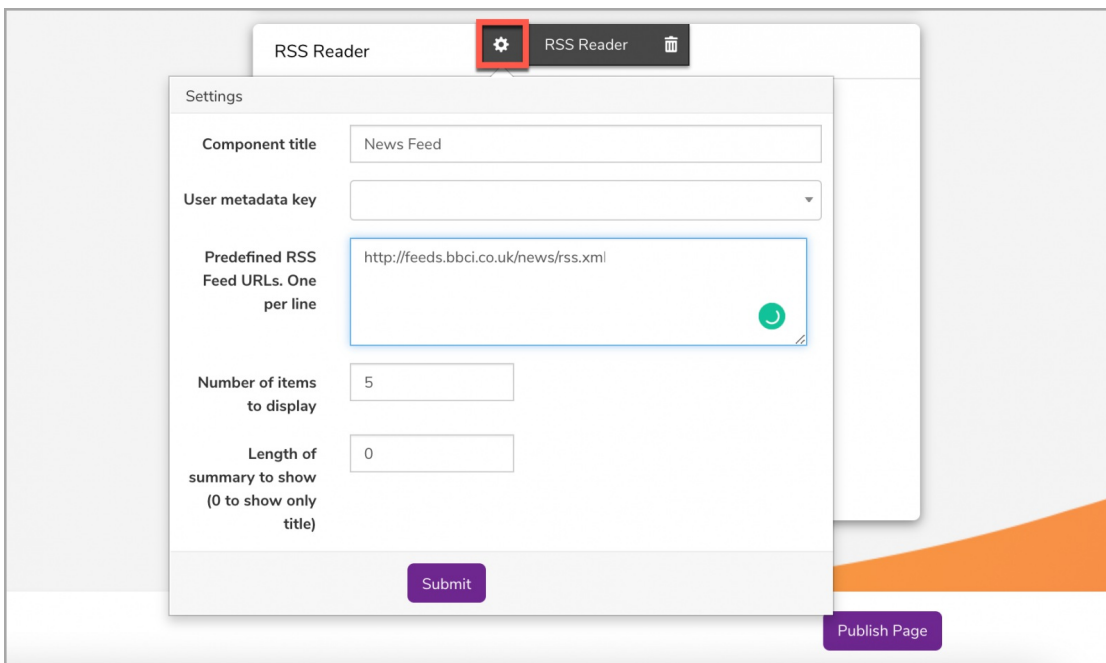 RSS Reader
RSS Reader
Settings
Component title
News Feed
User metadata key
Predefined RSS
Feed URLs. One
per line
http://feeds.bbci.co.uk/news/rss.xml
Number of items
to display
5
Length of
summary to show
(0 to show only
title)
0
Submit
Publish Page